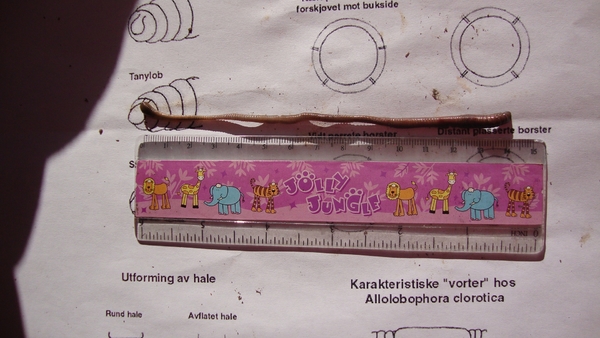 forskjøvet mot bukside
Tanylob
Distant plasserte børster
JOLLY
JUNGLE
Utforming av hale
Karakteristiske "vorter" hos
Allolobophora clorotica
Rund hale
Avflatet hale